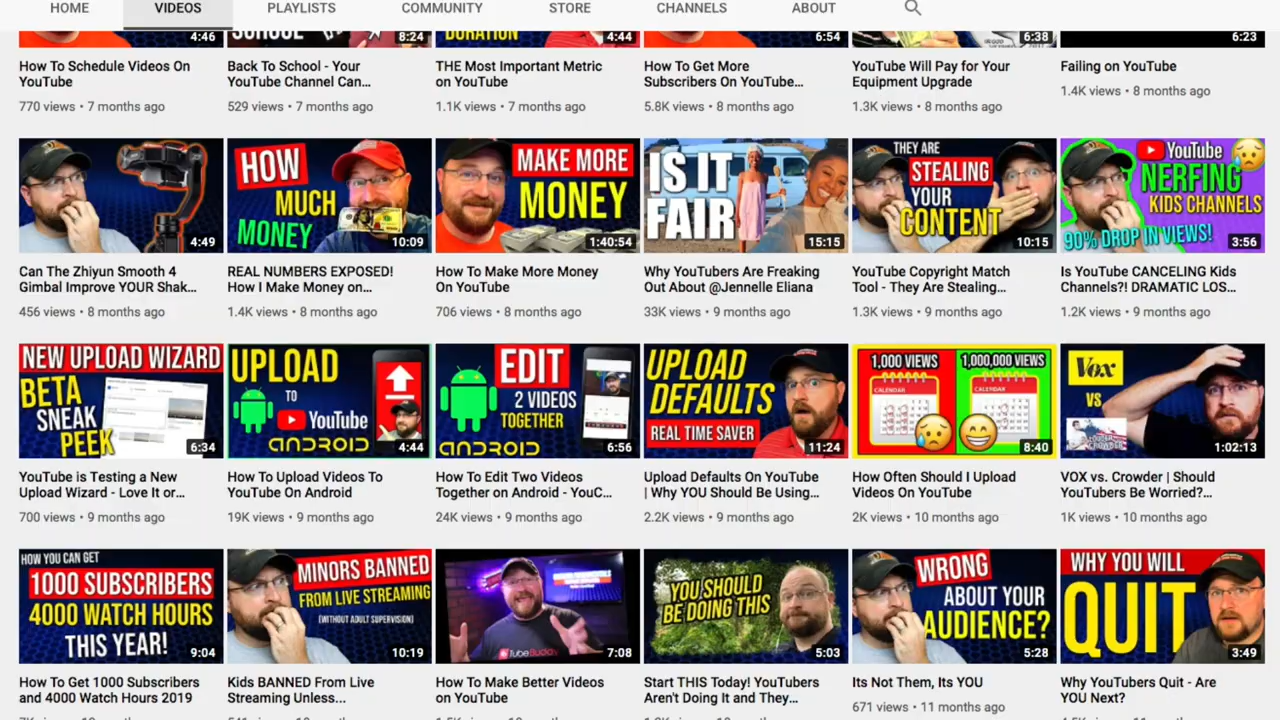 HOME VIDEOS PLAYLISTS COMMUNITY STORE CHANNELS ABOUT
4:46
SCHOOL
8:24
DURATION
4:44
6:54
6:38
6:23
How To Schedule Videos On
YouTube
770 views • 7 months ago
Back To School - Your
YouTube Channel Can...
529 views • 7 months ago
THE Most Important Metric
on YouTube
1.1K views • 7 months ago
How To Get More
Subscribers On YouTube...
5.8K views • 8 months ago
YouTube Will Pay for Your
Equipment Upgrade
1.3K views • 8 months ago
Failing on YouTube
1.4K views • 8 months ago
4:49
Can The Zhiyun Smooth 4
Gimbal Improve YOUR Shak...
456 views • 8 months ago
HOW
MUCH
MONEY
10:09
REAL NUMBERS EXPOSED!
How I Make Money on...
1.4K views • 8 months ago
MAKE MORE
MONEY
1:40:54
How To Make More Money
On YouTube
706 views • 8 months ago
IS IT
FAIR
15:15
Why YouTubers Are Freaking
Out About @Jennelle Eliana
33K views • 9 months ago
THEY ARE
STEALING
YOUR
CONTENT
10:15
YouTube Copyright Match
Tool - They Are Stealing...
1.3K views • 9 months ago
YouTube
NERFING
KIDS CHANNELS
90% DROP IN VIEWS!
3:56
Is YouTube CANCELING Kids
Channels?! DRAMATIC LOS...
1.2K views • 9 months ago
NEW UPLOAD WIZARD
BETA
SNEAK
PEEK
6:34
YouTube is Testing a New
Upload Wizard - Love It or...
700 views • 9 months ago
UPLOAD
TO
YouTube
ANDROID
4:44
How To Upload Videos To
YouTube On Android
19K views • 9 months ago
EDIT
2 VIDEOS
TOGETHER
ANDROID
6:56
How To Edit Two Videos
Together on Android - YouC...
24K views • 9 months ago
UPLOAD
DEFAULTS
REAL TIME SAVER
11:24
Upload Defaults On YouTube
| Why YOU Should Be Using...
2.2K views • 9 months ago
1,000 VIEWS 1,000,000 VIEWS
CALENDAR CALENDAR
8:40
How Often Should I Upload
Videos On YouTube
2K views • 10 months ago
Vox
VS
LOUDER
CROWDER
1:02:13
VOX vs. Crowder | Should
YouTubers Be Worried?...
1K views • 10 months ago
HOW YOU CAN GET
1000 SUBSCRIBERS
4000 WATCH HOURS
THIS YEAR!
9:04
How To Get 1000 Subscribers
and 4000 Watch Hours 2019
MINORS BANNED
FROM LIVE STREAMING
(WITHOUT ADULT SUPERVISION)
10:19
Kids BANNED From Live
Streaming Unless...
TubeBuddy
7:08
How To Make Better Videos
on YouTube
YOU SHOULD
BE DOING THIS
5:03
Start THIS Today! YouTubers
Aren't Doing It and They...
WRONG
ABOUT YOUR
AUDIENCE?
5:28
Its Not Them, Its YOU
671 views • 11 months ago
WHY YOU WILL
QUIT
3:49
Why YouTubers Quit - Are
YOU Next?